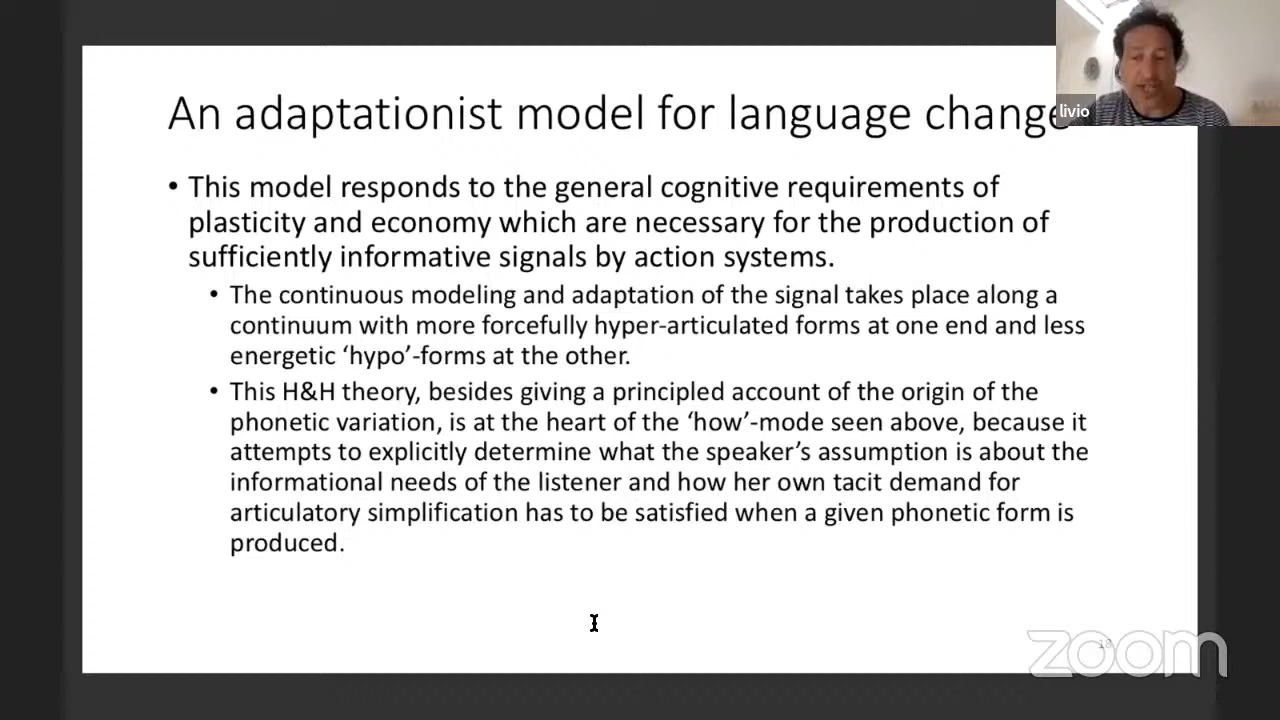 An adaptationist model for language change
livio
• This model responds to the general cognitive requirements of
plasticity and economy which are necessary for the production of
sufficiently informative signals by action systems.
• The continuous modeling and adaptation of the signal takes place along a
continuum with more forcefully hyper-articulated forms at one end and less
energetic ‘hypo’-forms at the other.
• This H&H theory, besides giving a principled account of the origin of the
phonetic variation, is at the heart of the ‘how’-mode seen above, because it
attempts to explicitly determine what the speaker’s assumption is about the
informational needs of the listener and how her own tacit demand for
articulatory simplification has to be satisfied when a given phonetic form is
produced.
zoom